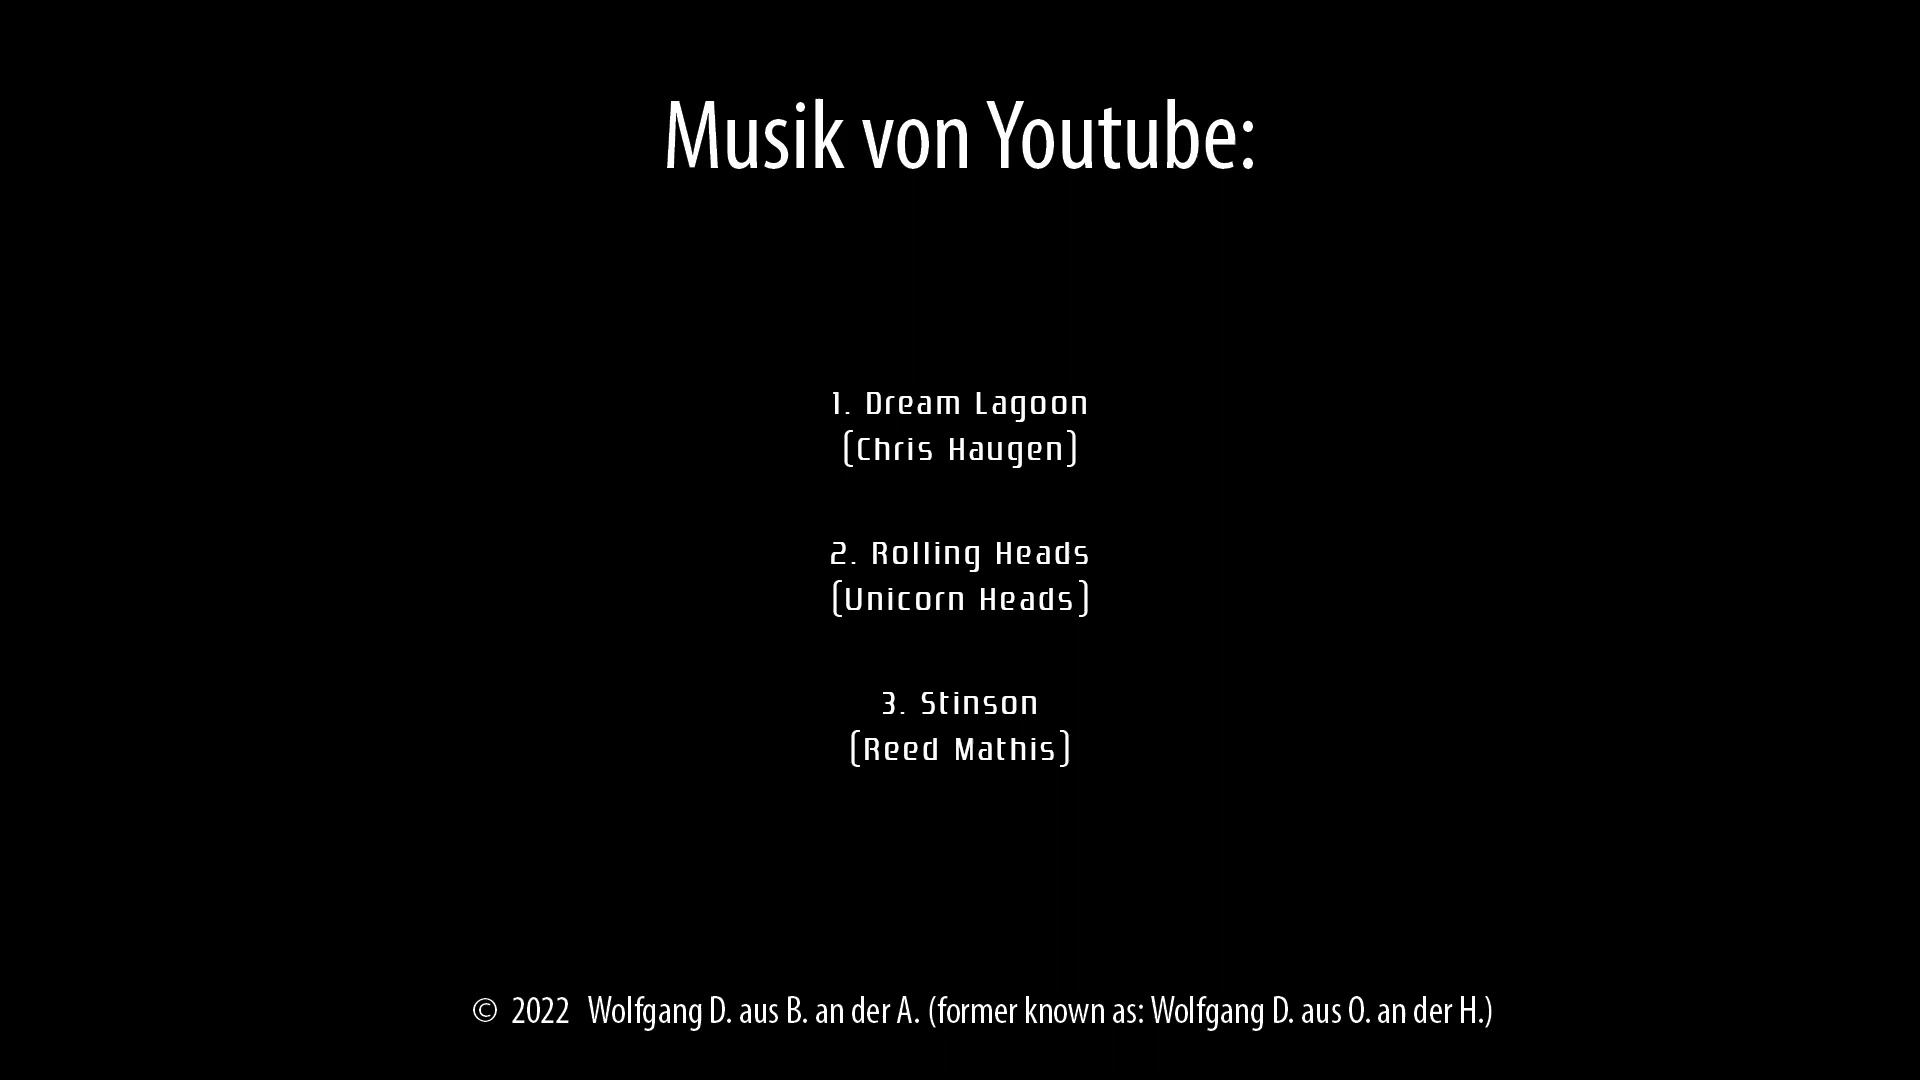 Musik von Youtube:
1. Dream Lagoon
(Chris Haugen)
2. Rolling Heads
(Unicorn Heads)
3. Stinson
(Reed Mathis)
© 2022 Wolfgang D. aus B. an der A. (former known as: Wolfgang D. aus O. an der H.)